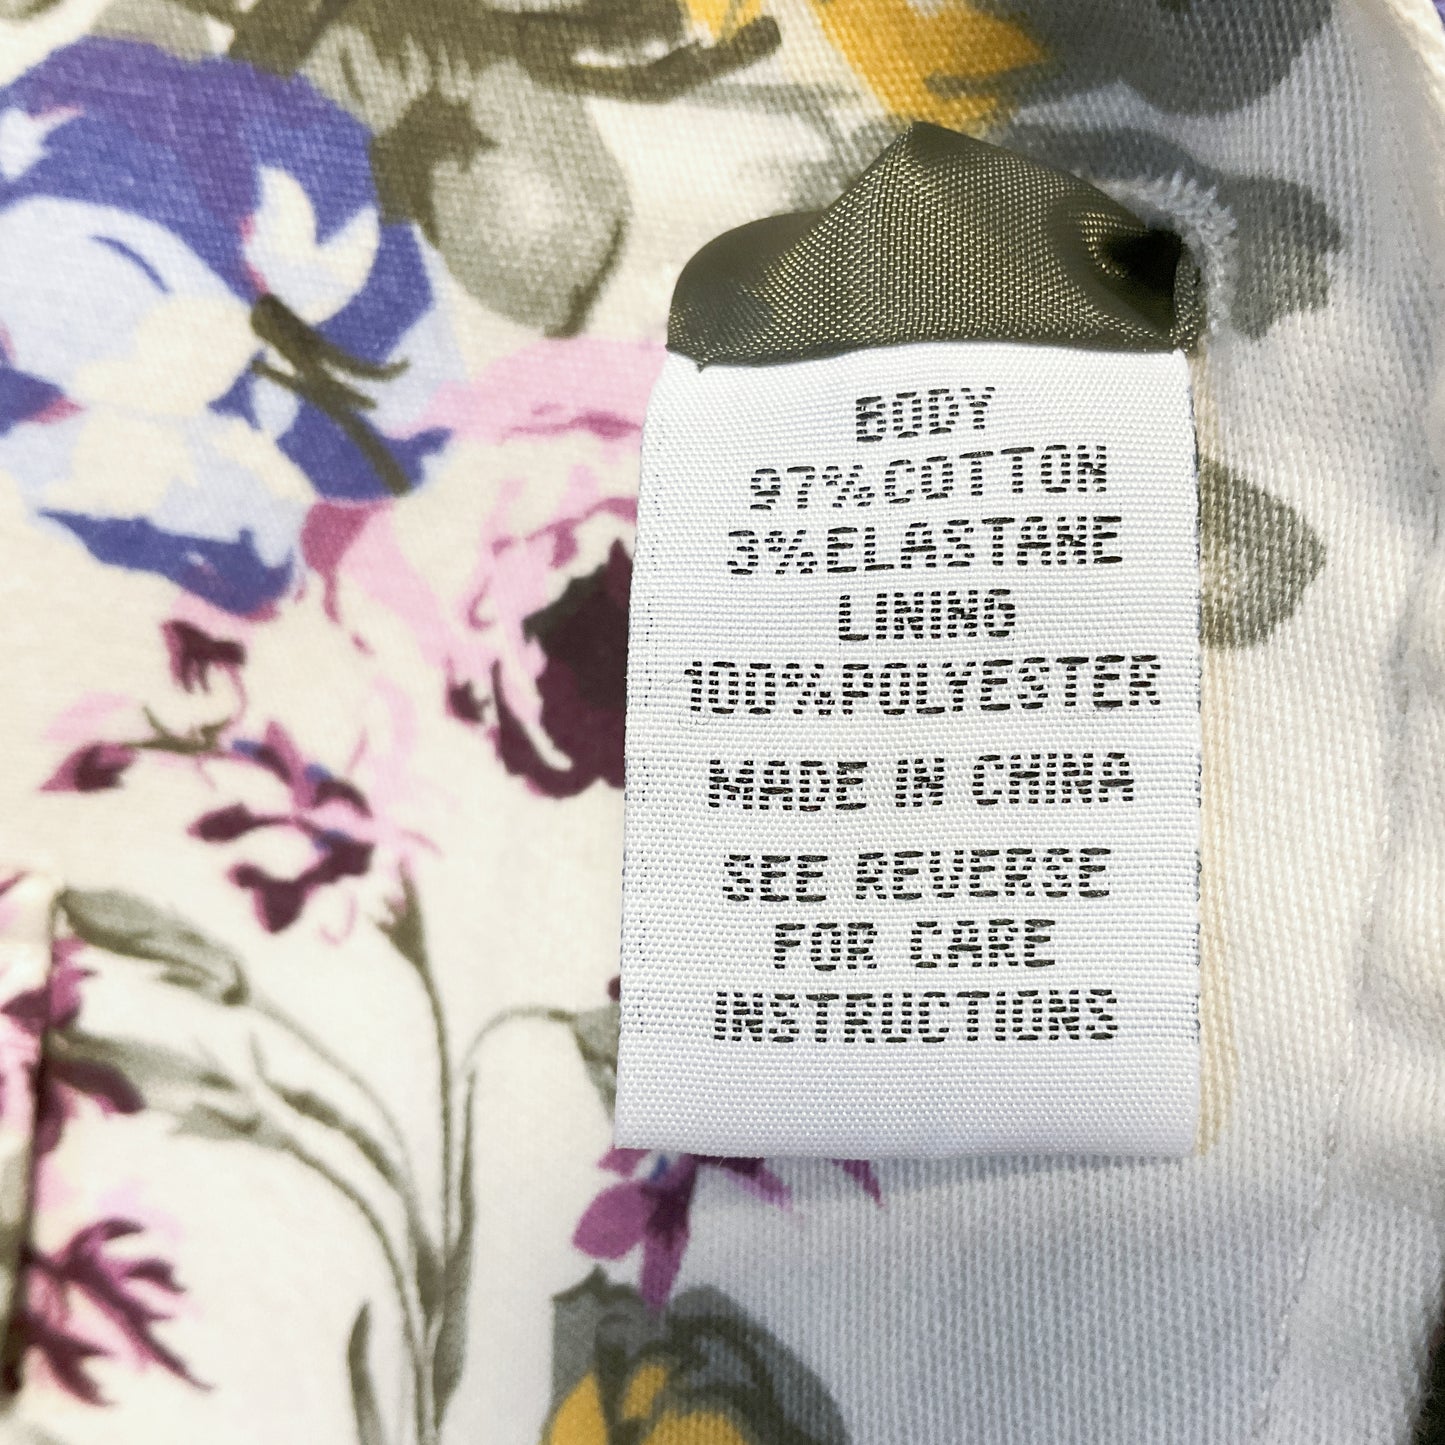 BODY
97%COTTON
3%ELASTANE
LINING
100%POLYESTER
MADE IN CHINA
SEE REVERSE
FOR CARE
INSTRUCTIONS